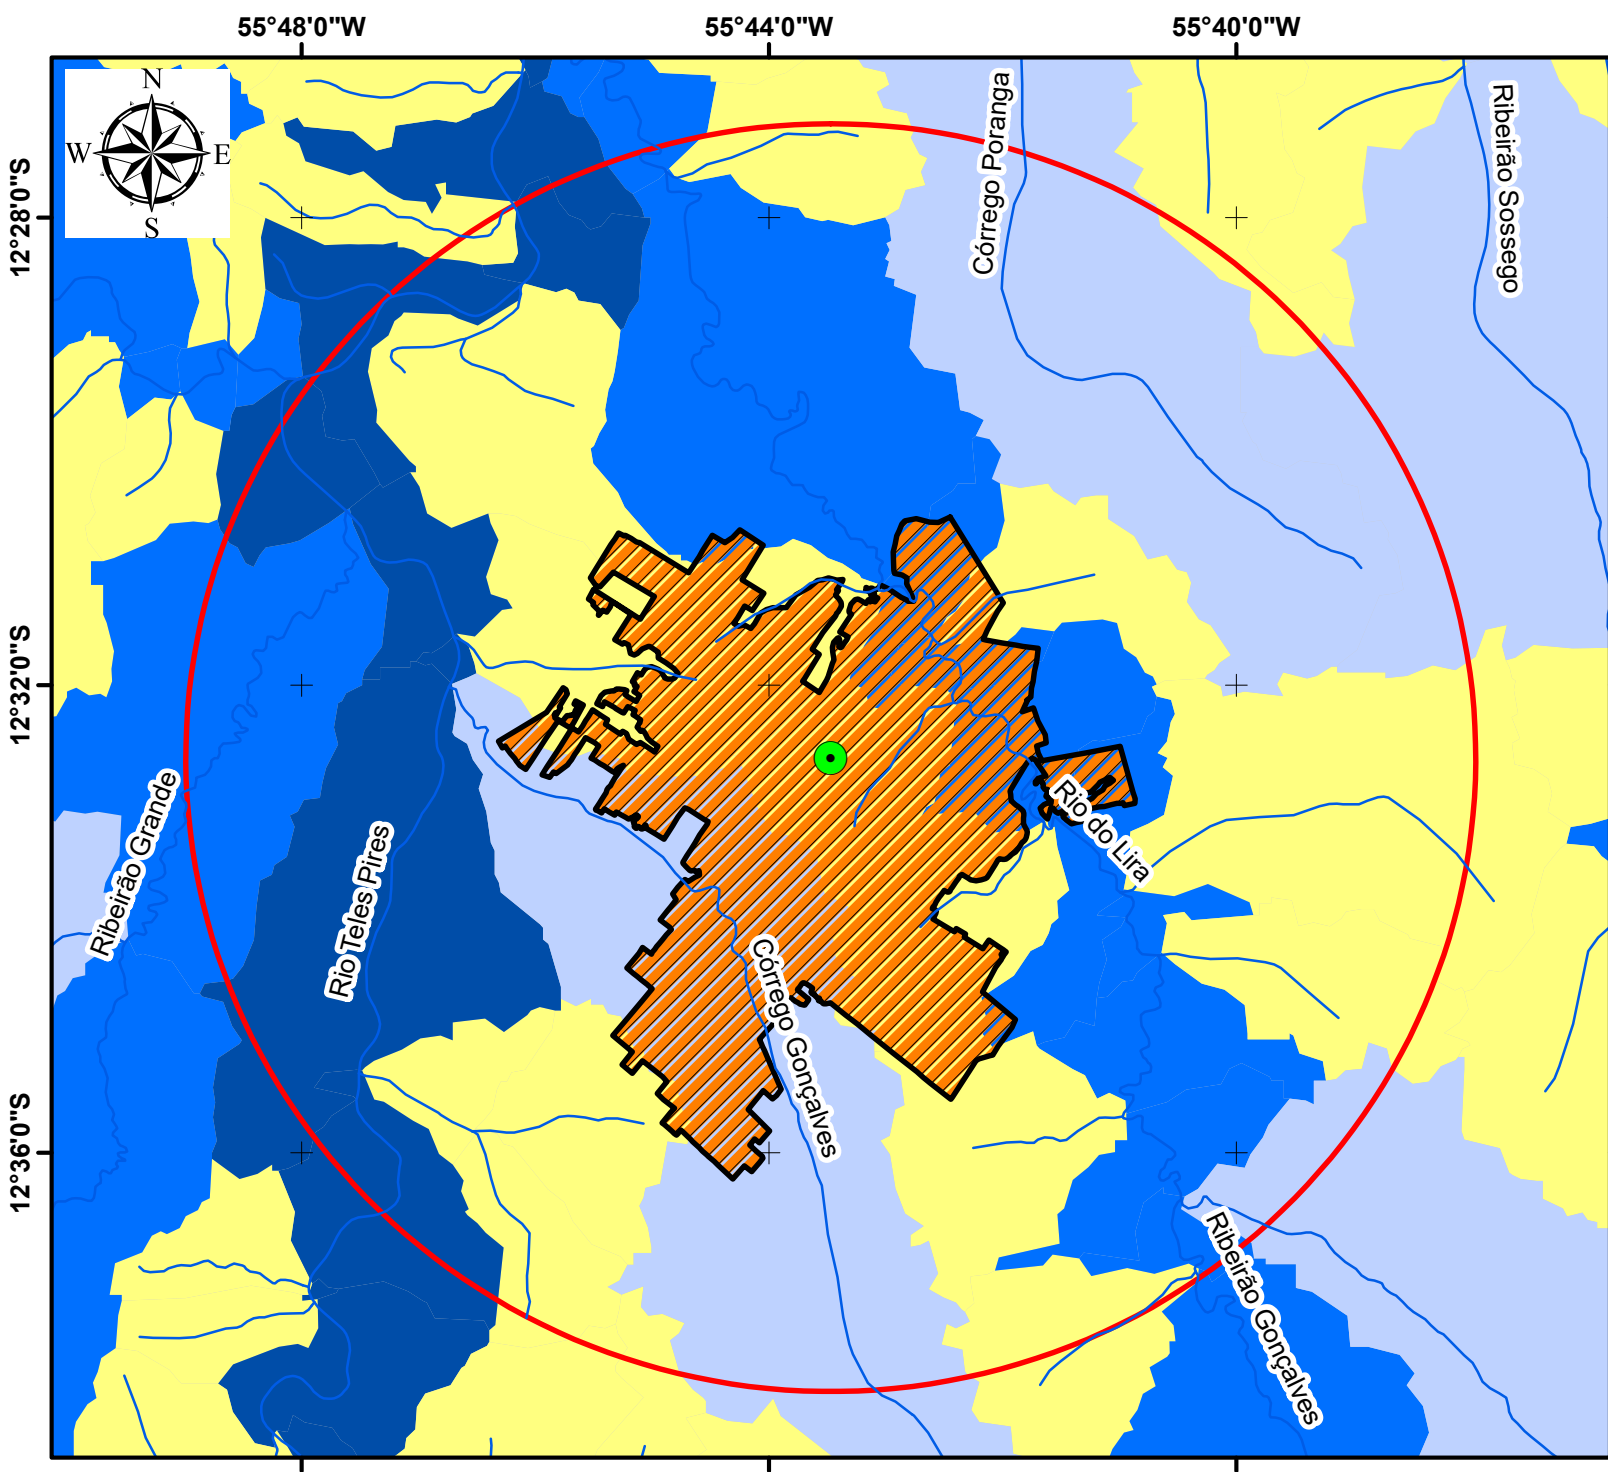 55°48'0"W
55°44'0"W
55°40'0"W
N
W E
S
12°28'0"S
12°32'0"S
12°36'0"S
Córrego Poranga
Ribeirão Sossego
Ribeirão Grande
Rio Teles Pires
Rio do Lira
Córrego Gonçalves
Ribeirão Gonçalves